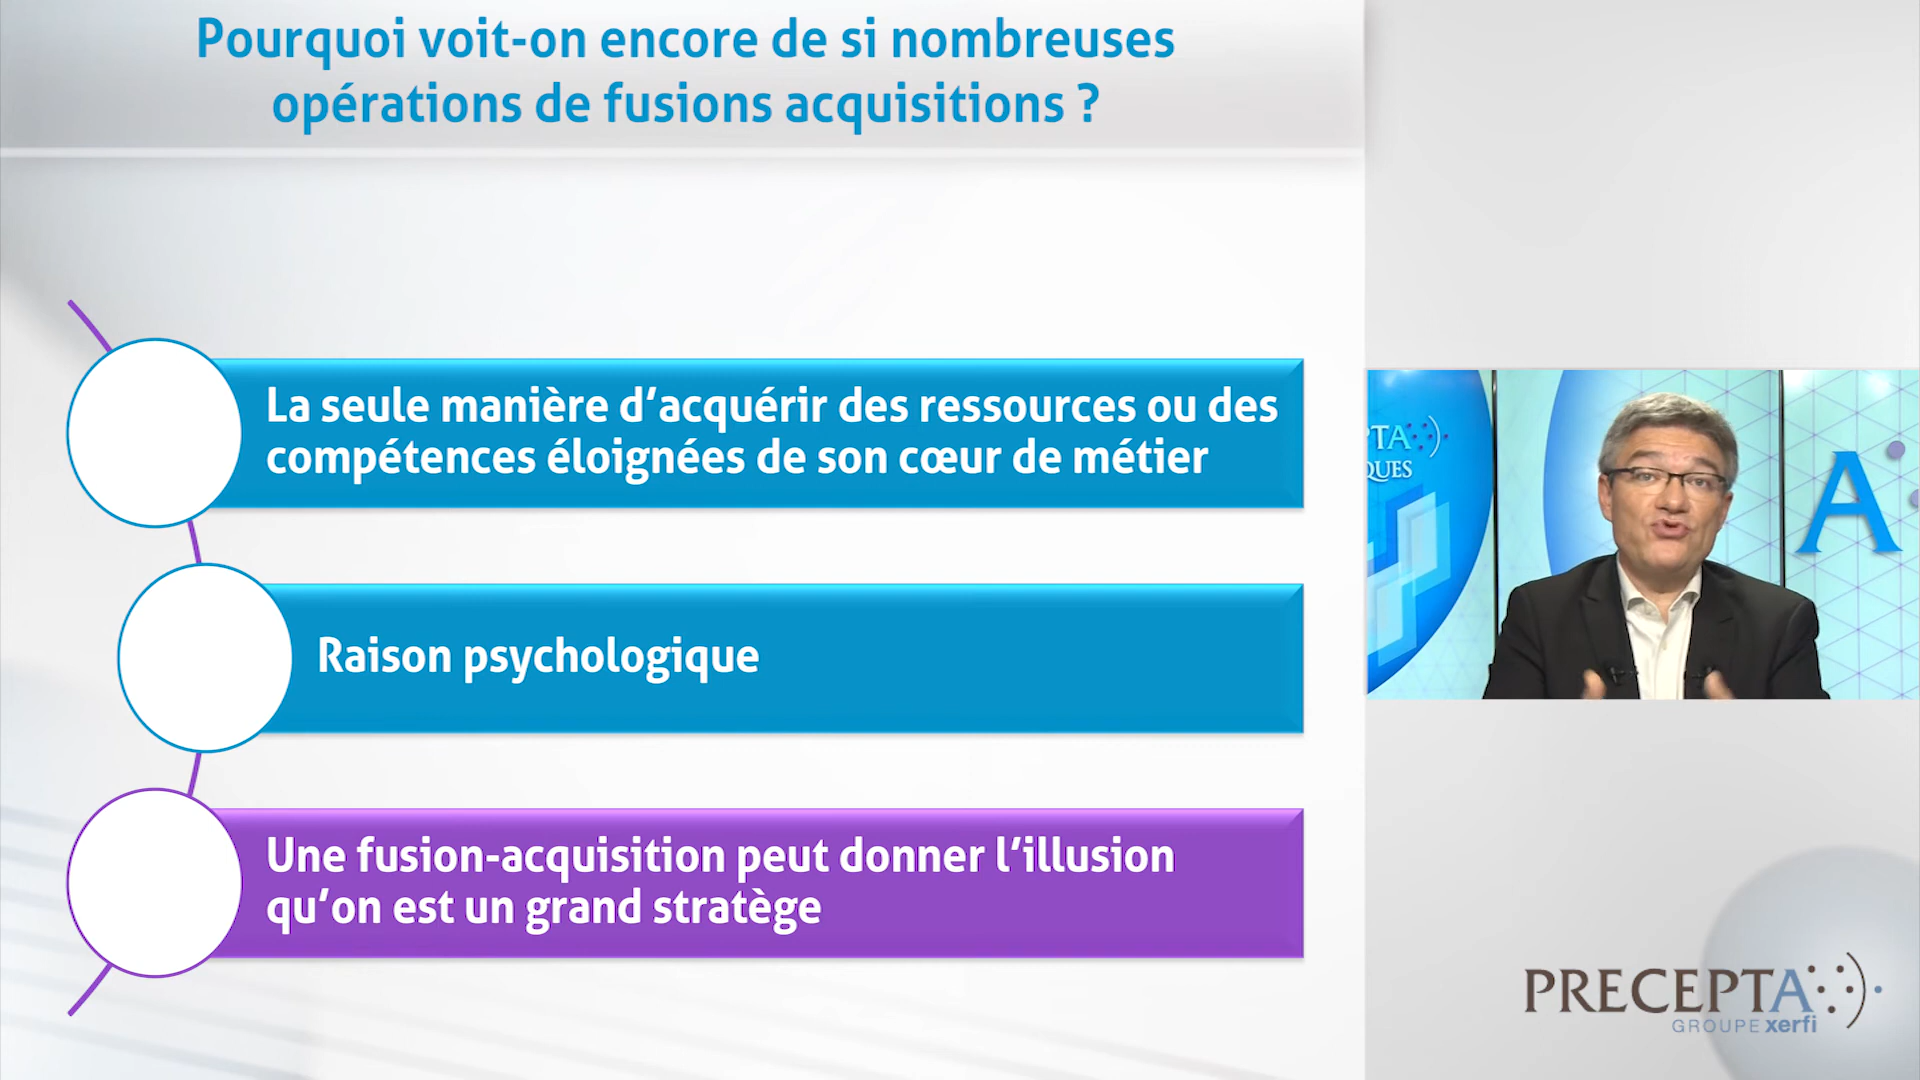 Pourquoi voit-on encore de si nombreuses
opérations de fusions acquisitions ?
La seule manière d’acquérir des ressources ou des
compétences éloignées de son cœur de métier
Raison psychologique
Une fusion-acquisition peut donner l’illusion
qu’on est un grand stratège
TA
QUES
A
PRECEPTA
GROUPE xerfi